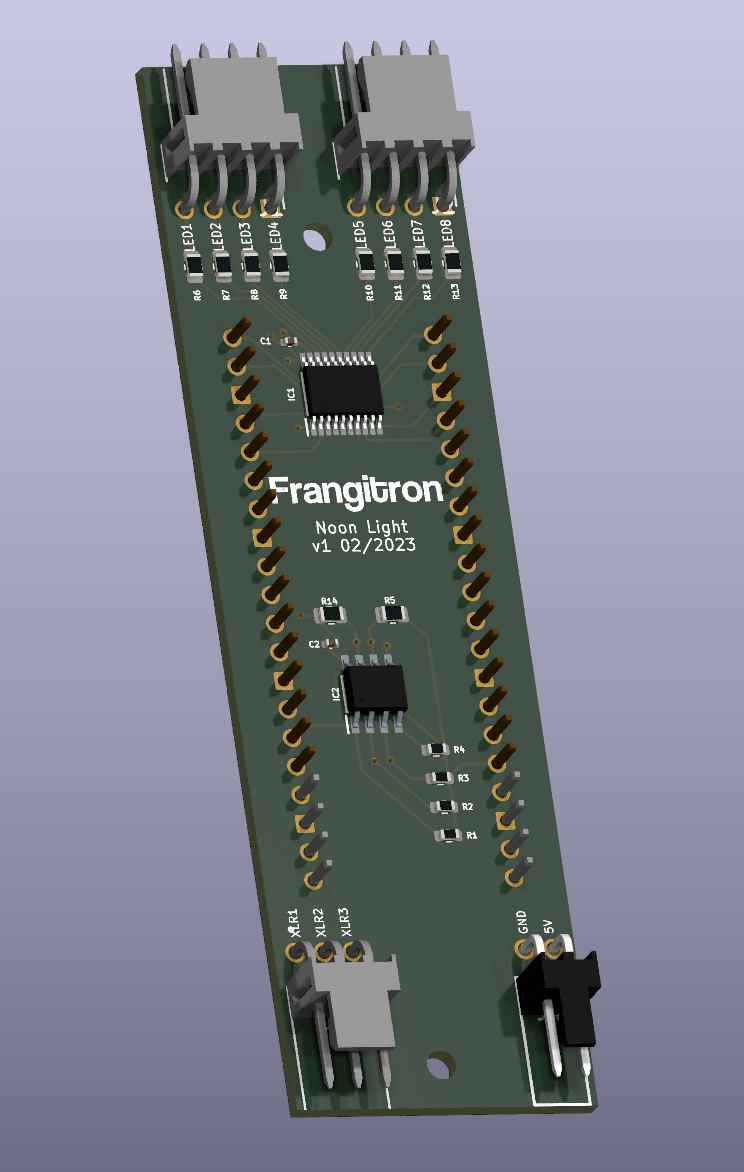 LED1 LED2 LED3 LED4 LED5 LED6 LED7 LED8
R6 R7 R8 R9 R10 R11 R12 R13
C1
IC1
Frangitron
Noon Light
v1 02/2023
R14 R5
C2
IC2
R4
R3
R2
R1
XLR1 XLR2 XLR3 GND 5V